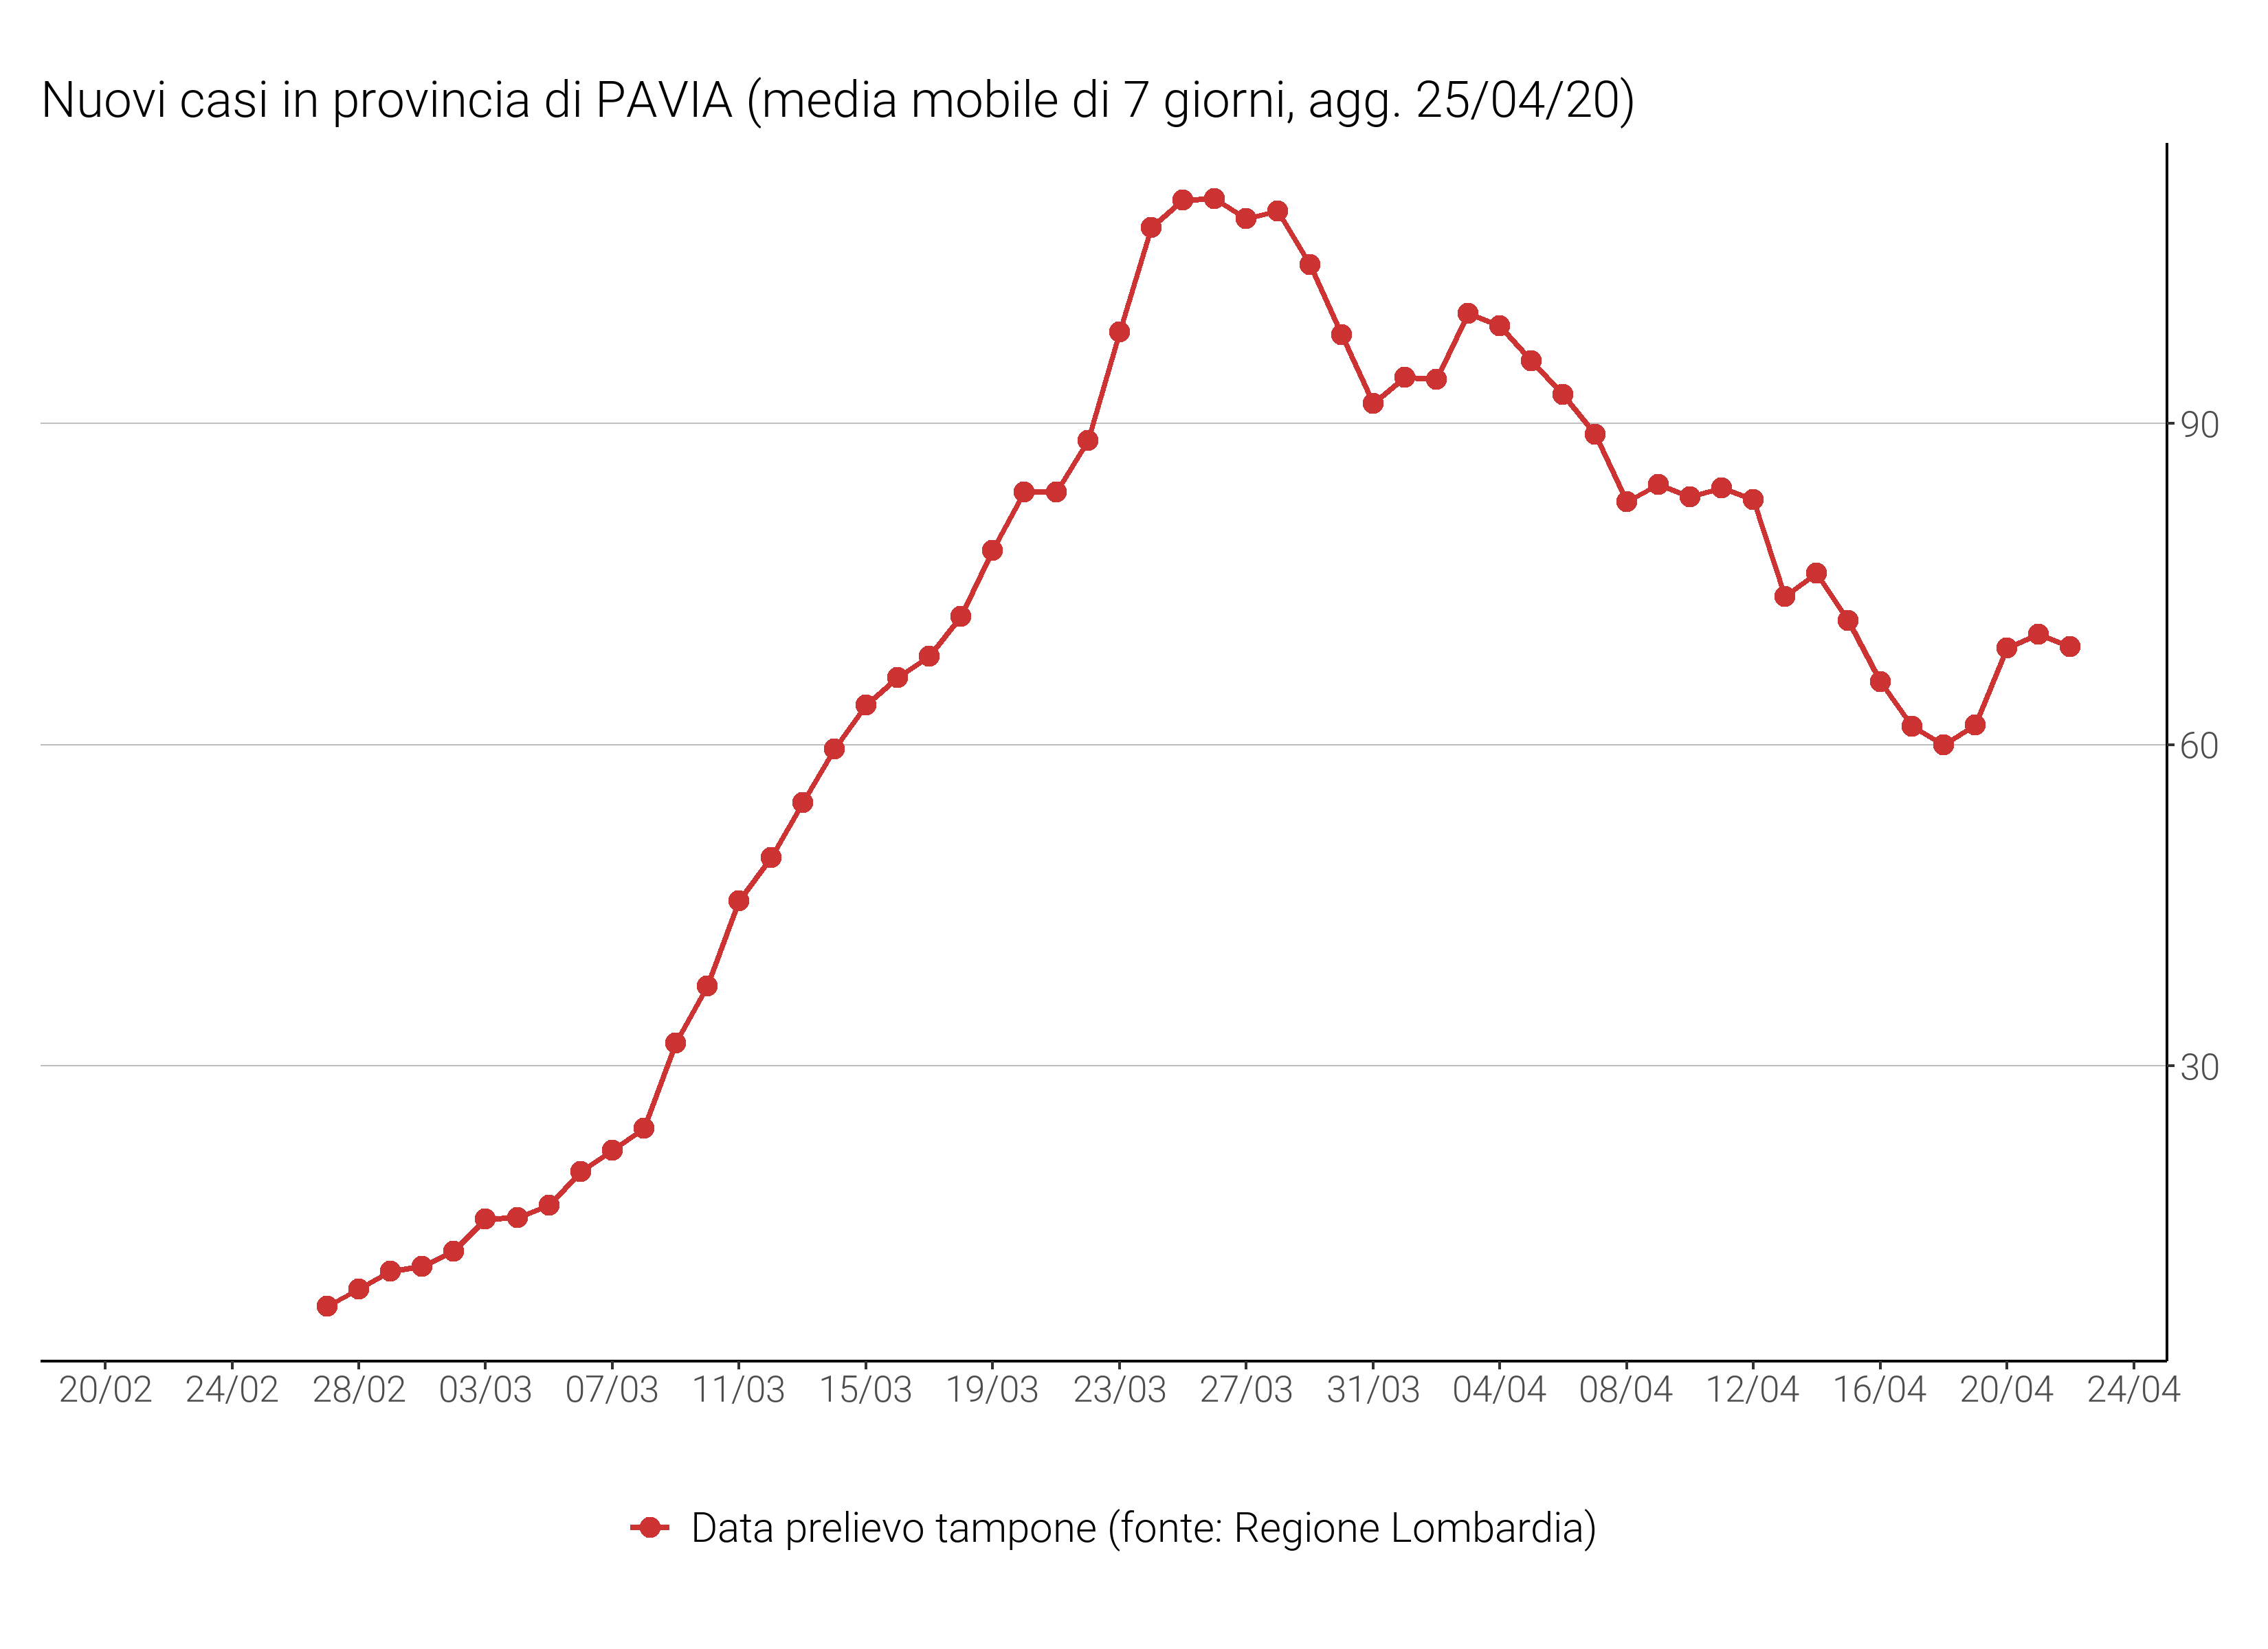 Nuovi casi in provincia di PAVIA (media mobile di 7 giorni, agg. 25/04/20)
90
60
30
20/02 24/02 28/02 03/03 07/03 11/03 15/03 19/03 23/03 27/03 31/03 04/04 08/04 12/04 16/04 20/04 24/04
Data prelievo tampone (fonte: Regione Lombardia)